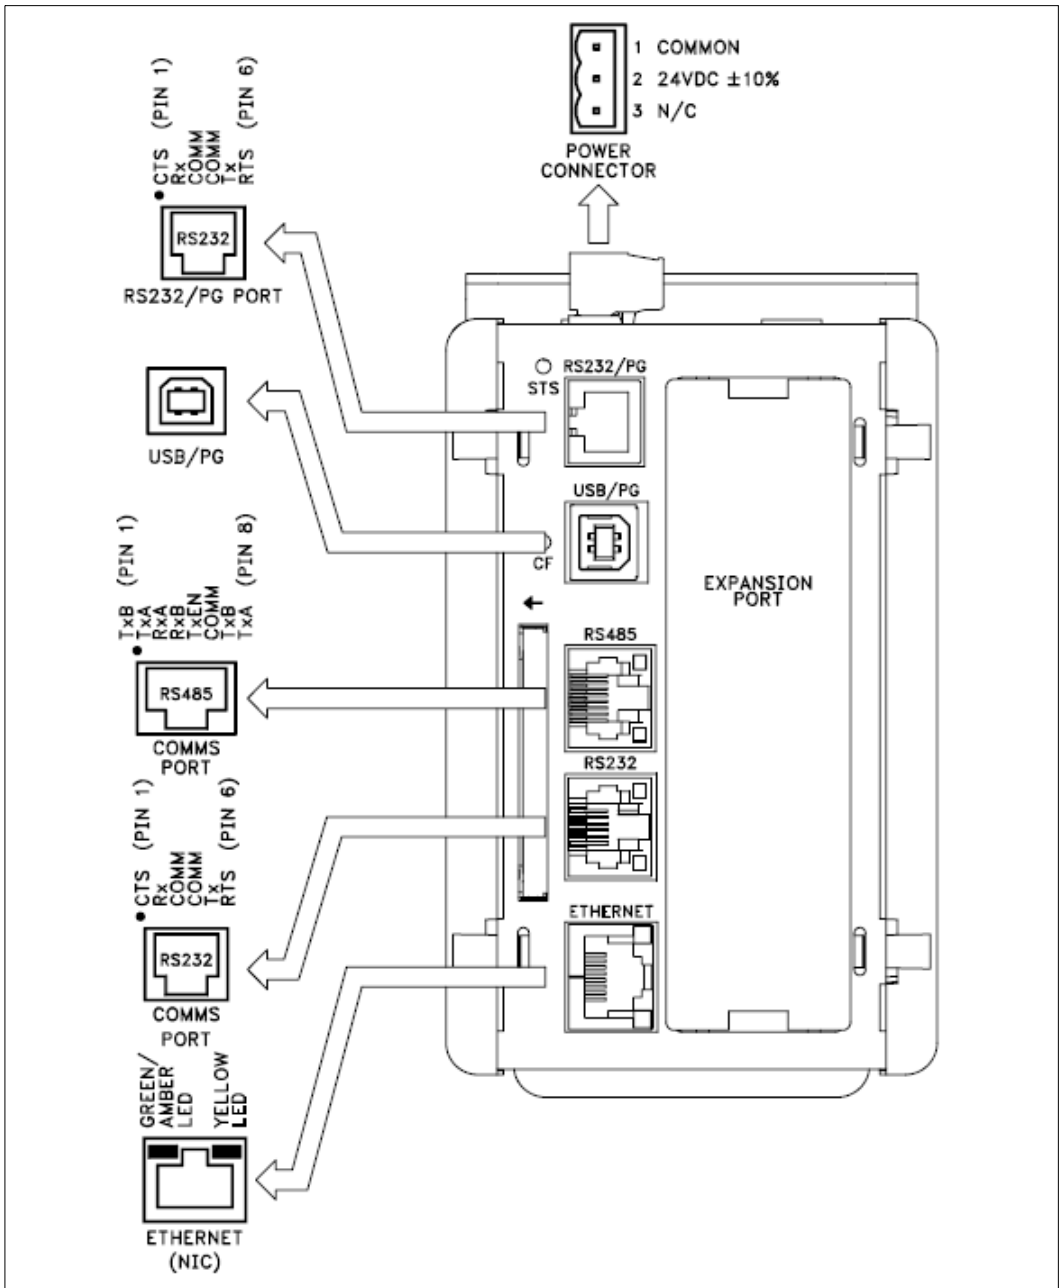 1 COMMON
2 24VDC ±10%
3 N/C
POWER
CONNECTOR
CTS (PIN 1)
Rx
COMM
COMM
Tx
RTS (PIN 6)
RS232
RS232/PG PORT
USB/PG
TxB (PIN 1)
TxA
RxA
RxB
TxEN
COMM
TxB
TxA (PIN 8)
RS485
COMMS
PORT
CTS (PIN 1)
Rx
COMM
COMM
Tx
RTS (PIN 6)
RS232
COMMS
PORT
GREEN/
AMBER
LED
YELLOW
LED
ETHERNET
(NIC)
STS
RS232/PG
USB/PG
CF
RS485
RS232
ETHERNET
EXPANSION
PORT